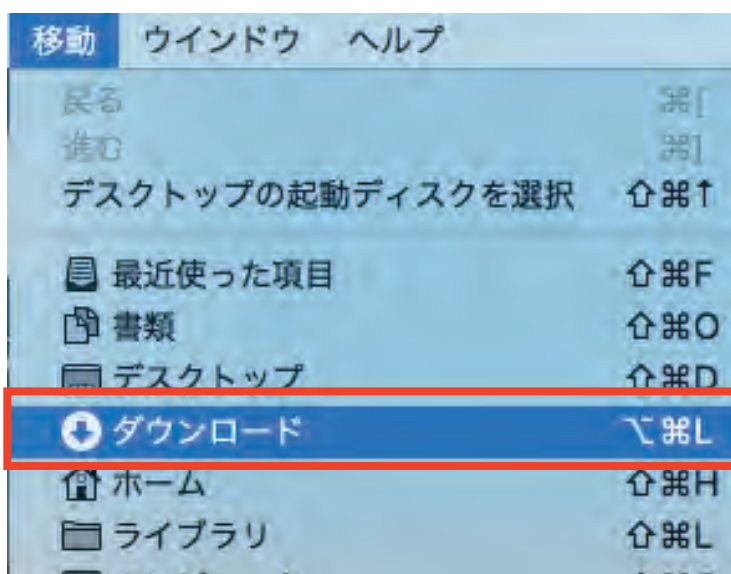 移動 ウインドウ ヘルプ
戻る ⌘[
進む ⌘]
デスクトップの起動ディスクを選択 ⇧⌘↑
最近使った項目 ⇧⌘F
書類 ⇧⌘O
デスクトップ ⇧⌘D
ダウンロード ⌥⌘L
ホーム ⇧⌘H
ライブラリ ⇧⌘L